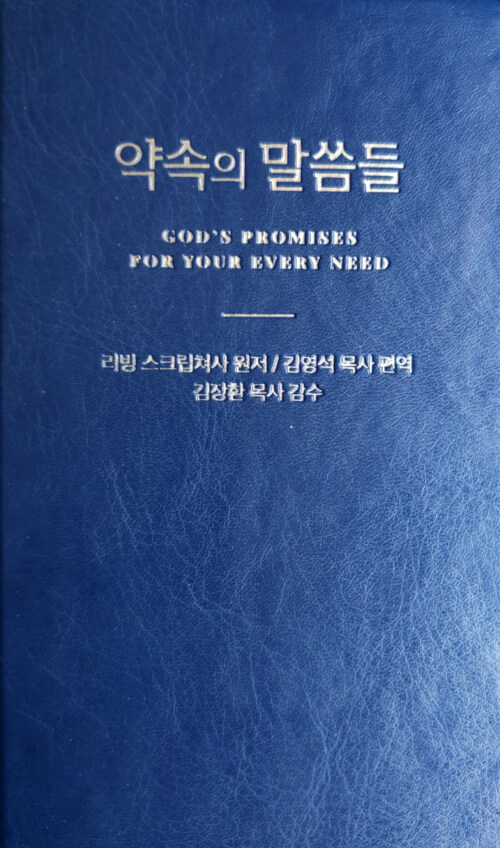 약속의 말씀들
GOD'S PROMISES
FOR YOUR EVERY NEED
리빙 스크립쳐사 원저 / 김영석 목사 편역
김장환 목사 감수